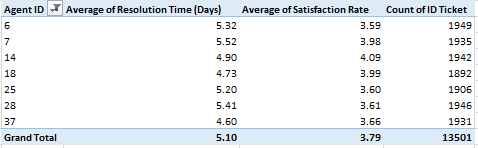 Agent ID Average of Resolution Time (Days) Average of Satisfaction Rate Count of ID Ticket
6 5.32 3.59 1949
7 5.52 3.98 1935
14 4.90 4.09 1942
18 4.73 3.99 1892
25 5.20 3.60 1906
28 5.41 3.61 1946
37 4.60 3.66 1931
Grand Total 5.10 3.79 13501